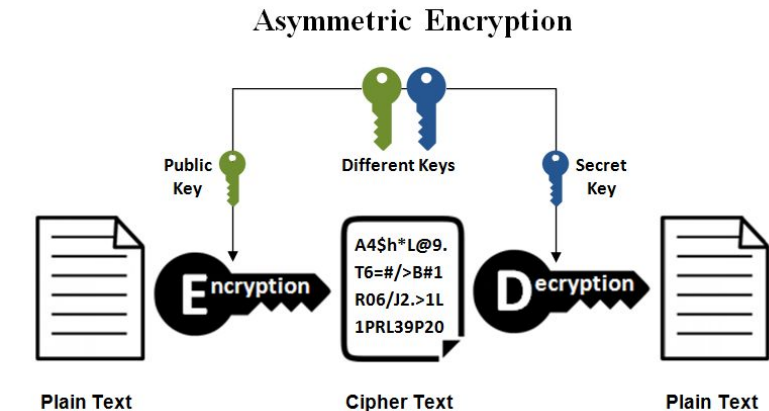 Asymmetric Encryption
Public
Key
Different Keys
Secret
Key
Encryption
A4$h*L@9.
T6=#/>B#1
R06/J2.>1L
1PRL39P20
Decryption
Plain Text
Cipher Text
Plain Text